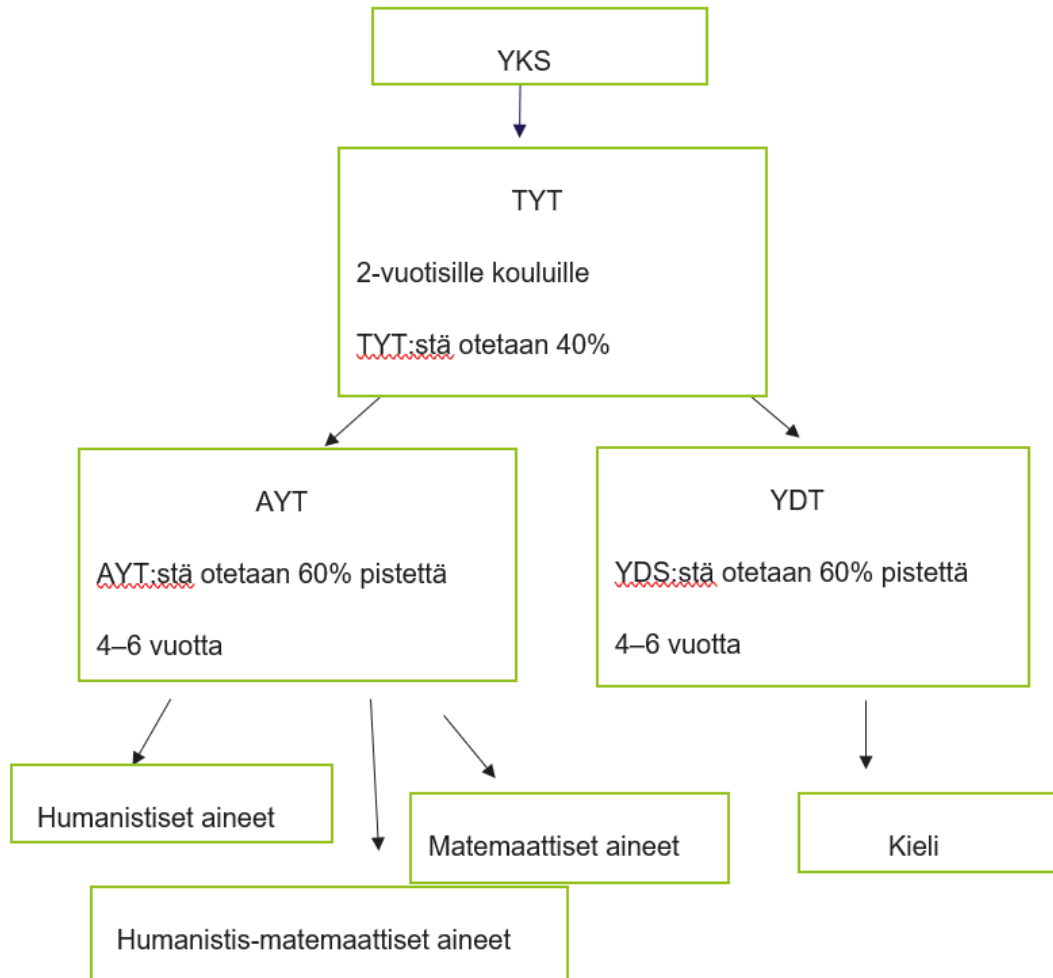 YKS
TYT
2-vuotisille kouluille
TYT:stä otetaan 40%
AYT
AYT:stä otetaan 60% pistettä
4–6 vuotta
YDT
YDS:stä otetaan 60% pistettä
4–6 vuotta
Humanistiset aineet
Matemaattiset aineet
Kieli
Humanistis-matemaattiset aineet